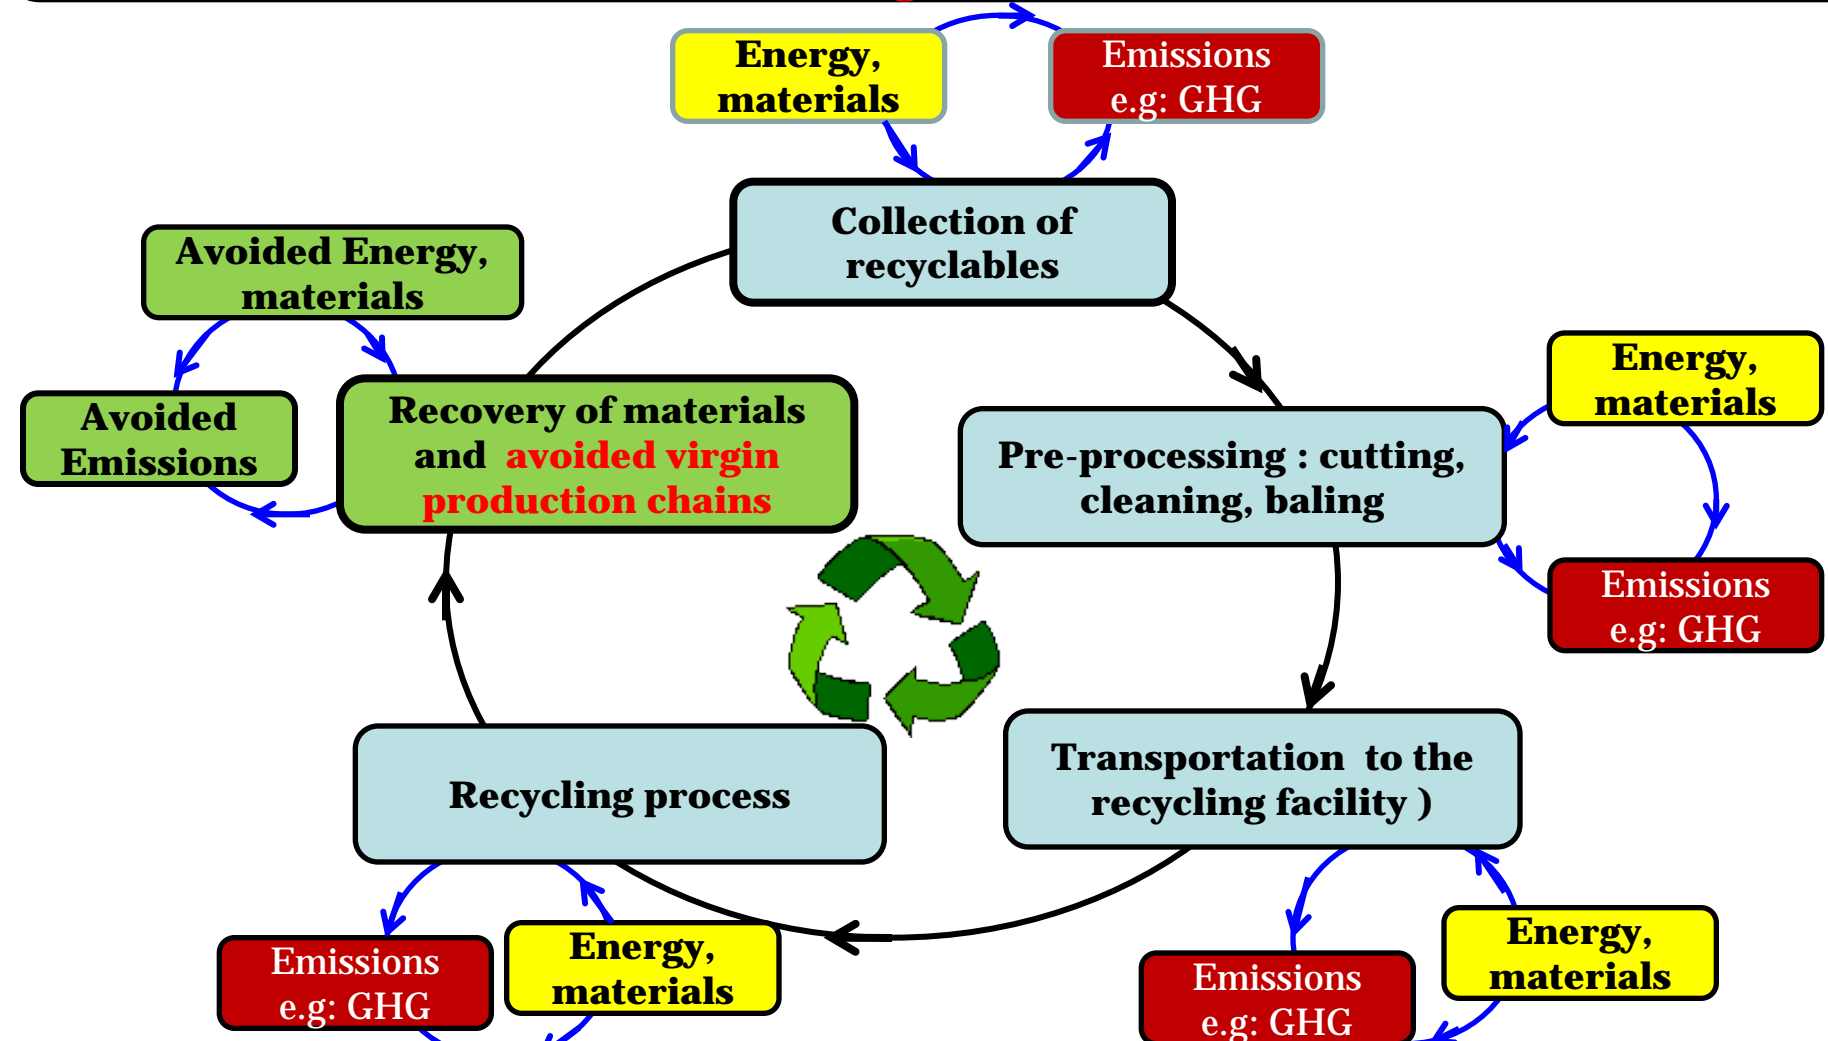 Energy,
materials
Emissions
e.g: GHG
Collection of
recyclables
Avoided Energy,
materials
Avoided
Emissions
Recovery of materials
and avoided virgin
production chains
Energy,
materials
Pre-processing : cutting,
cleaning, baling
Emissions
e.g: GHG
Transportation to the
recycling facility )
Recycling process
Emissions
e.g: GHG
Energy,
materials
Emissions
e.g: GHG
Energy,
materials